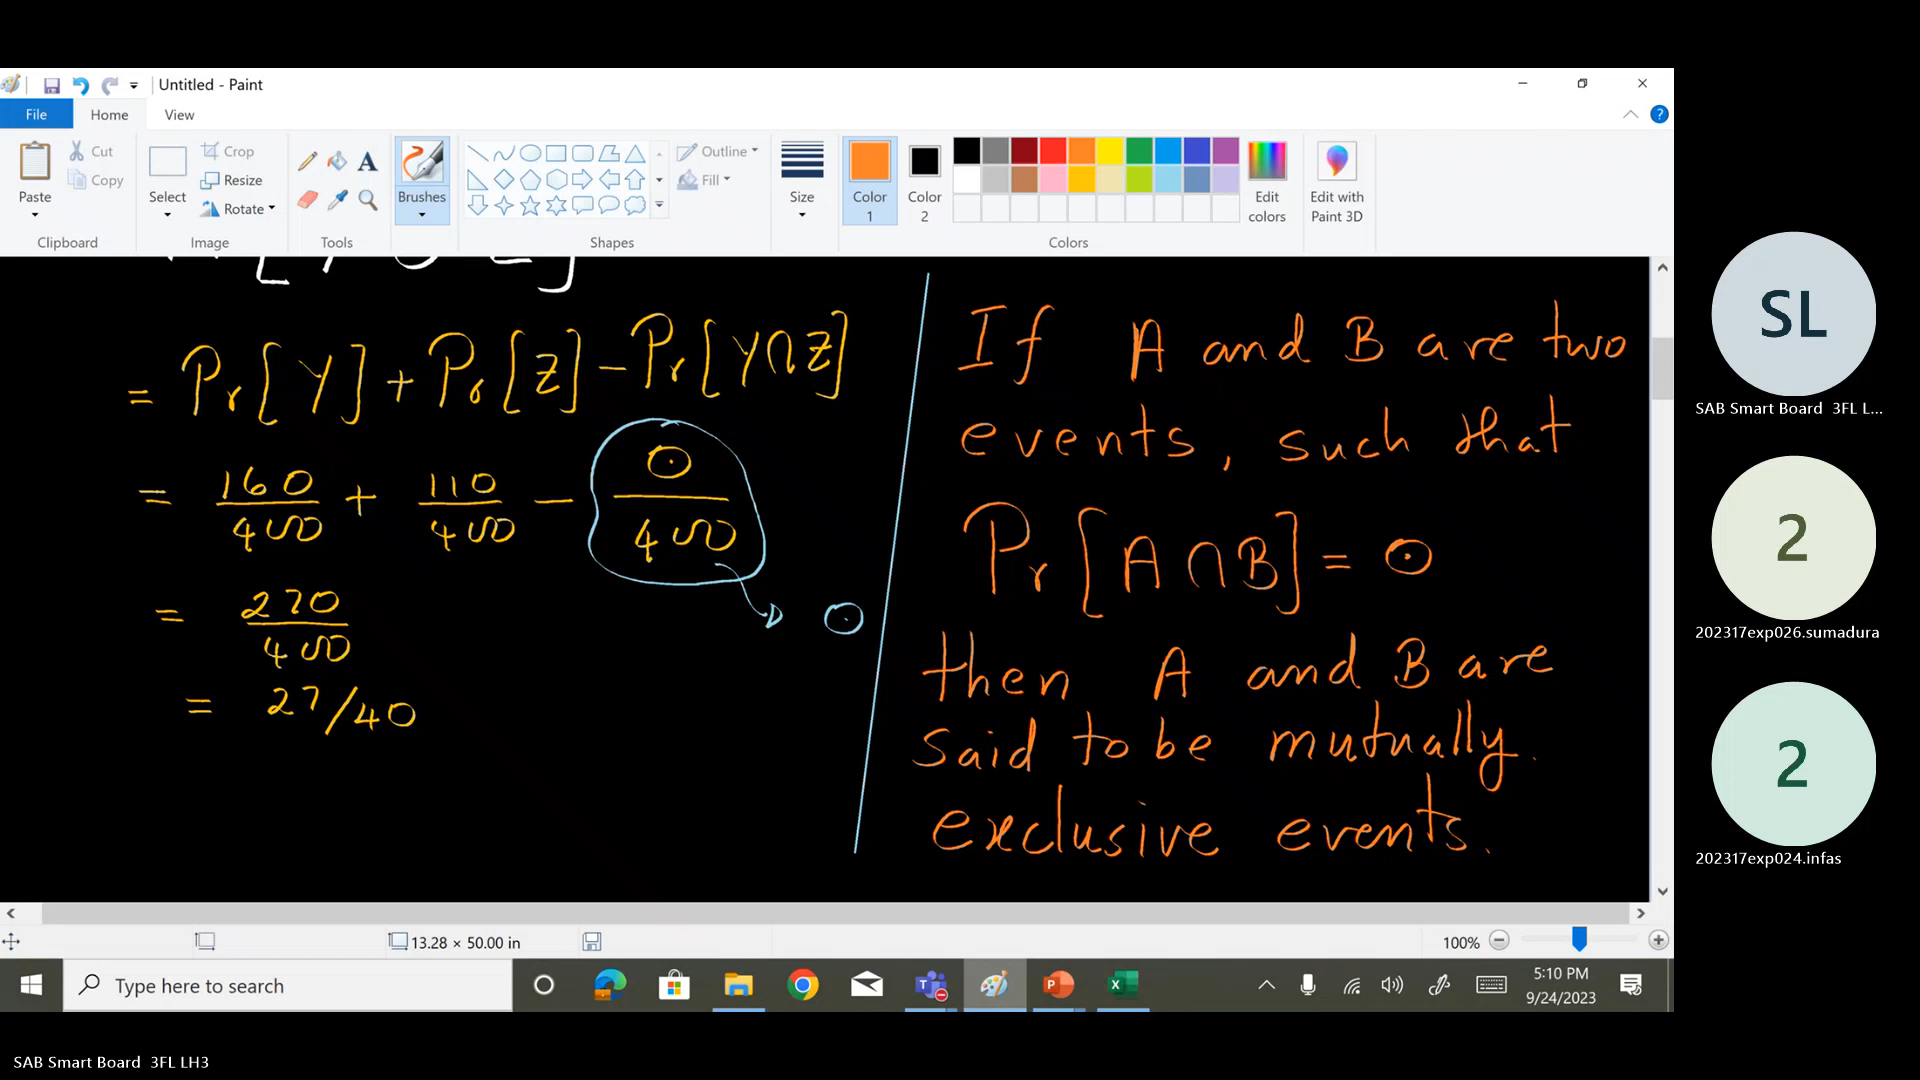 Untitled - Paint
File
Home
View
Paste
Cut
Copy
Clipboard
Select
Crop
Resize
Rotate
Image
Tools
Brushes
Shapes
Outline
Fill
Size
Color 1
Color 2
Edit colors
Edit with Paint 3D
Colors
= Pr[Y] + Pr[Z] - Pr[Y∩Z]
= 160/400 + 110/400 - 0/400
0
= 270/400
= 27/40
If A and B are two
events, such that
Pr[A∩B] = 0
then A and B are
said to be mutually
exclusive events.
SL
SAB Smart Board 3FL L...
2
202317exp026.sumadura
2
202317exp024.infas
13.28 × 50.00 in
100%
Type here to search
5:10 PM
9/24/2023
SAB Smart Board 3FL LH3